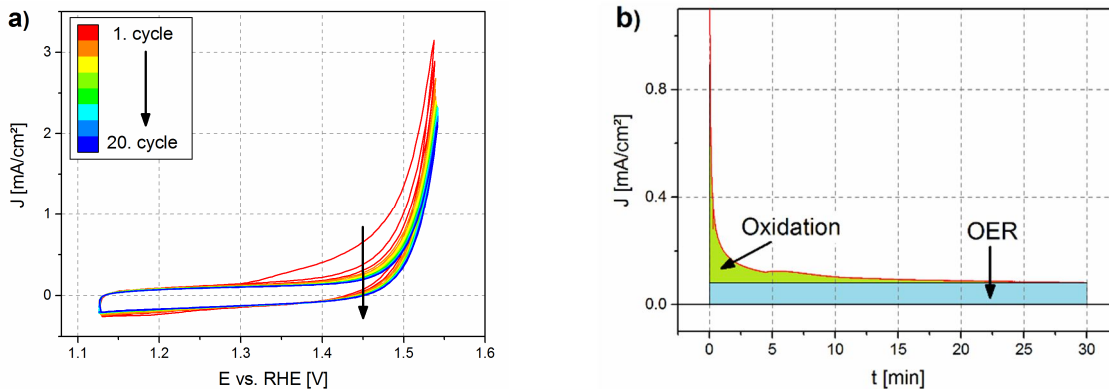 a)
1. cycle
20. cycle
3
2
1
0
J [mA/cm²]
1.1 1.2 1.3 1.4 1.5 1.6
E vs. RHE [V]
b)
0.8
0.4
0.0
J [mA/cm²]
Oxidation
OER
0 5 10 15 20 25 30
t [min]